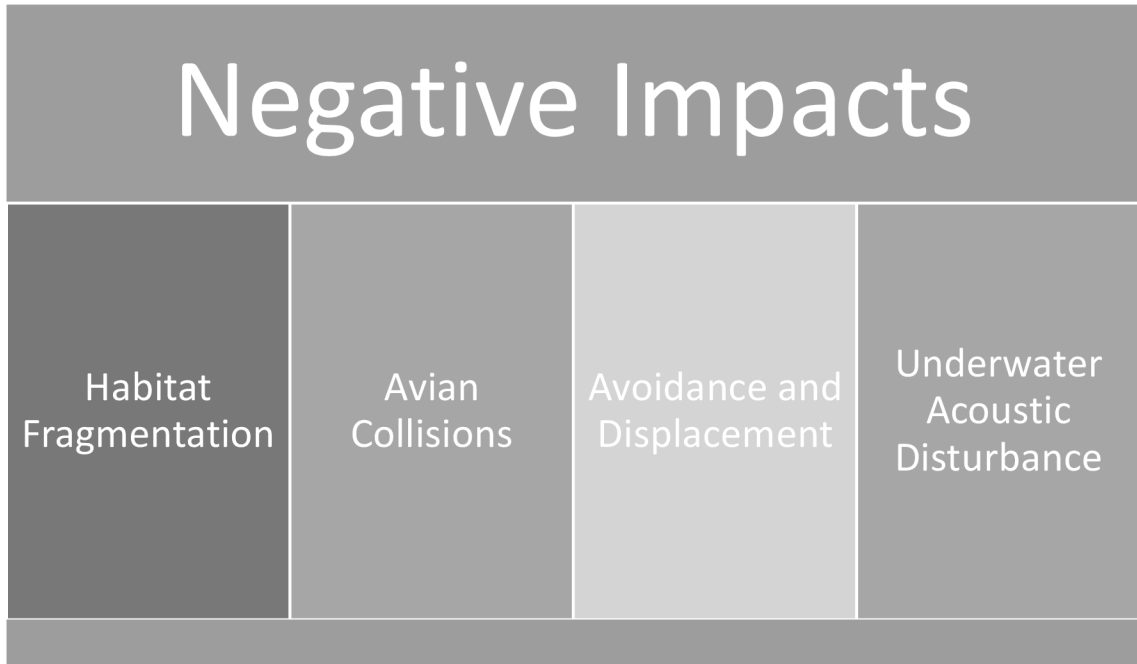 Negative Impacts
Habitat
Fragmentation
Avian
Collisions
Avoidance and
Displacement
Underwater
Acoustic
Disturbance